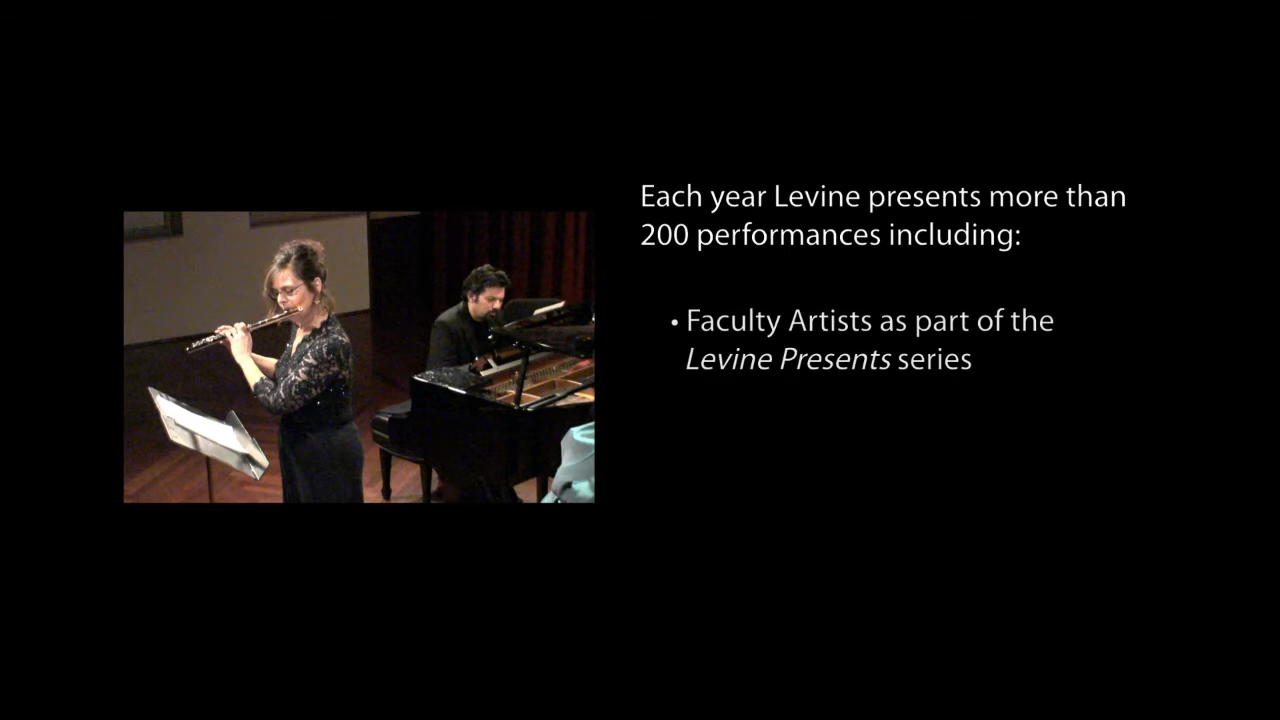 Each year Levine presents more than
200 performances including:
• Faculty Artists as part of the
Levine Presents series